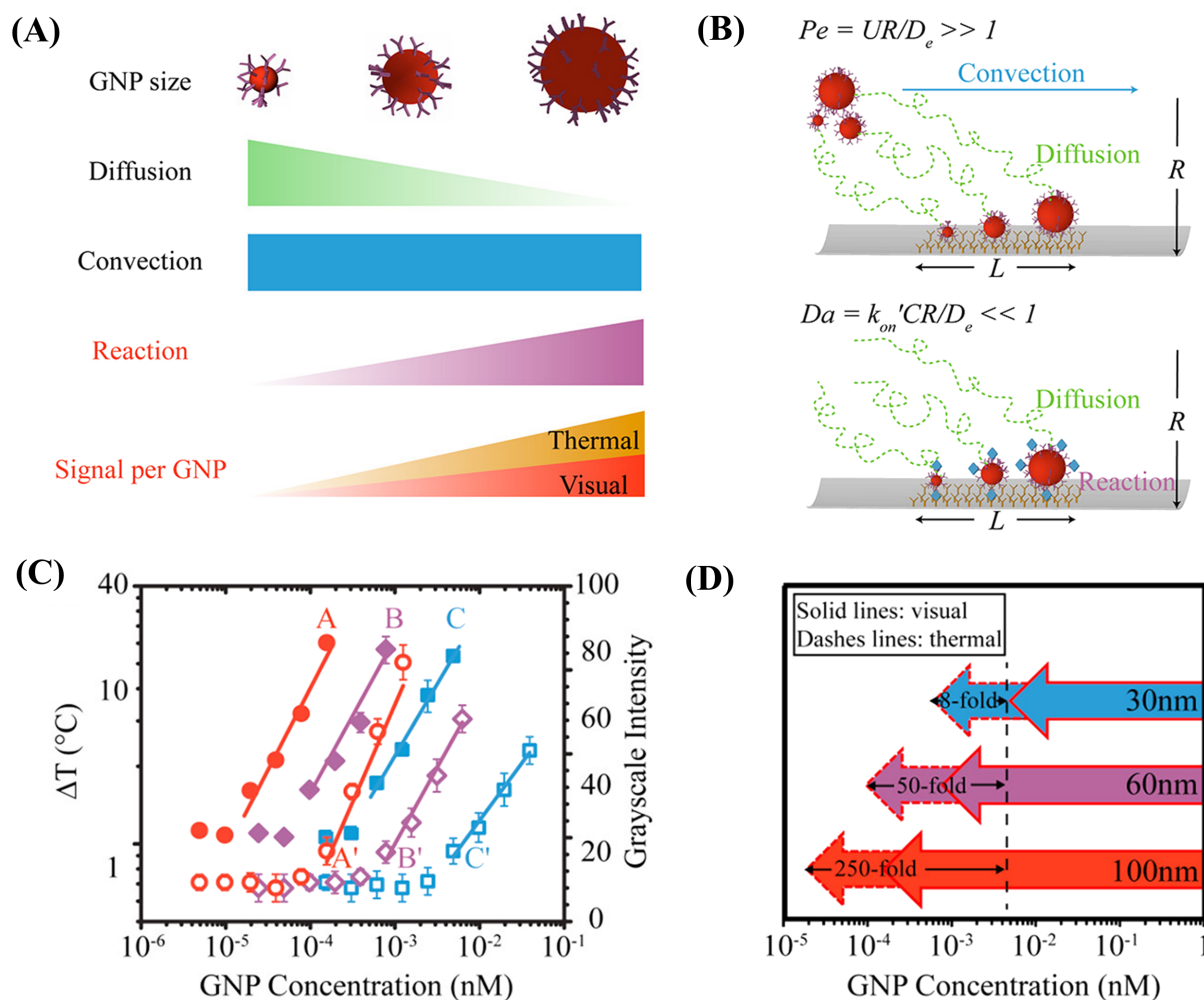 (A)
GNP size
Diffusion
Convection
Reaction
Signal per GNP
Thermal
Visual
(B)
Pe = UR/Dₑ >> 1
Convection
Diffusion
R
L
Da = kₒₙ'CR/Dₑ << 1
Diffusion
Reaction
R
L
(C)
40
10
1
ΔT (°C)
A
B
C
A'
B'
C'
100
80
60
40
20
0
Grayscale Intensity
10⁻⁶
10⁻⁵
10⁻⁴
10⁻³
10⁻²
10⁻¹
GNP Concentration (nM)
(D)
Solid lines: visual
Dashes lines: thermal
8-fold
30nm
50-fold
60nm
250-fold
100nm
10⁻⁵
10⁻⁴
10⁻³
10⁻²
10⁻¹
1
GNP Concentration (nM)